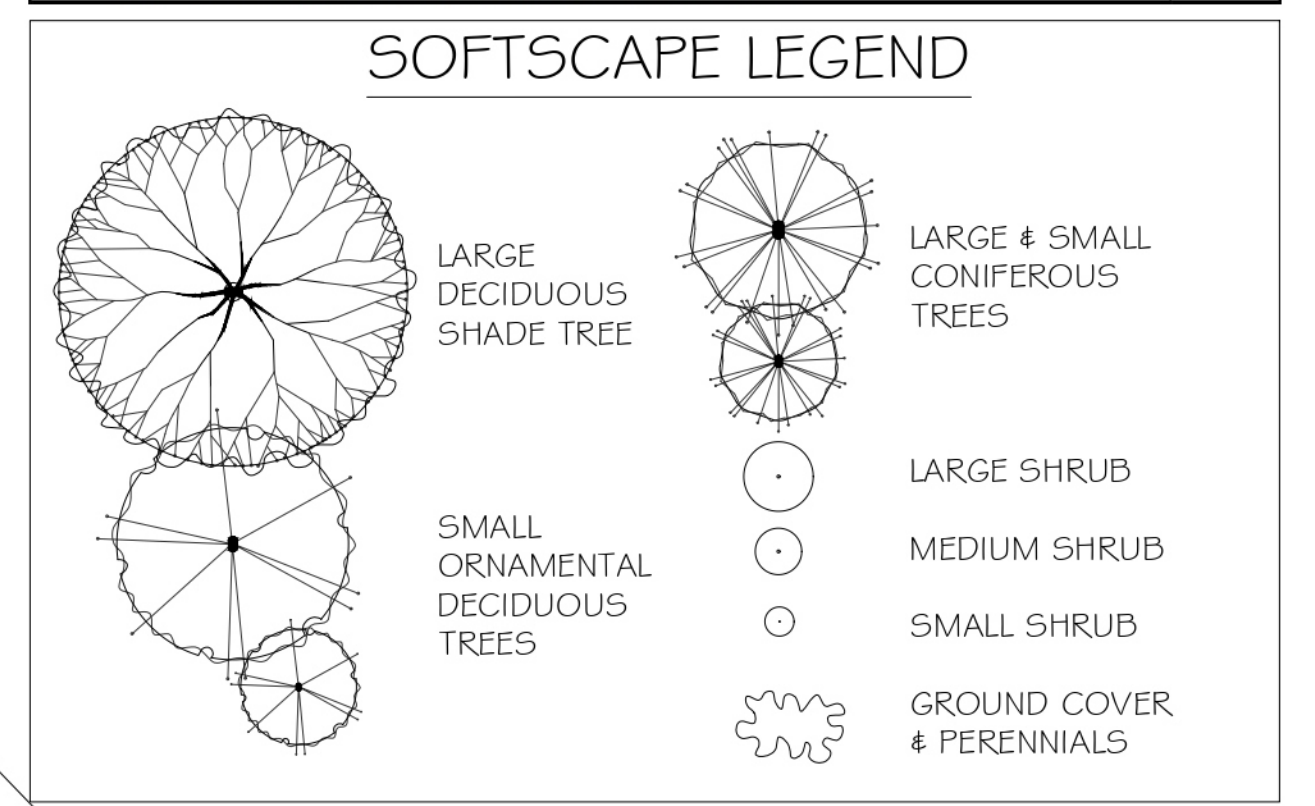 SOFTSCAPE LEGEND
LARGE
DECIDUOUS
SHADE TREE
SMALL
ORNAMENTAL
DECIDUOUS
TREES
LARGE & SMALL
CONIFEROUS
TREES
LARGE SHRUB
MEDIUM SHRUB
SMALL SHRUB
GROUND COVER
& PERENNIALS